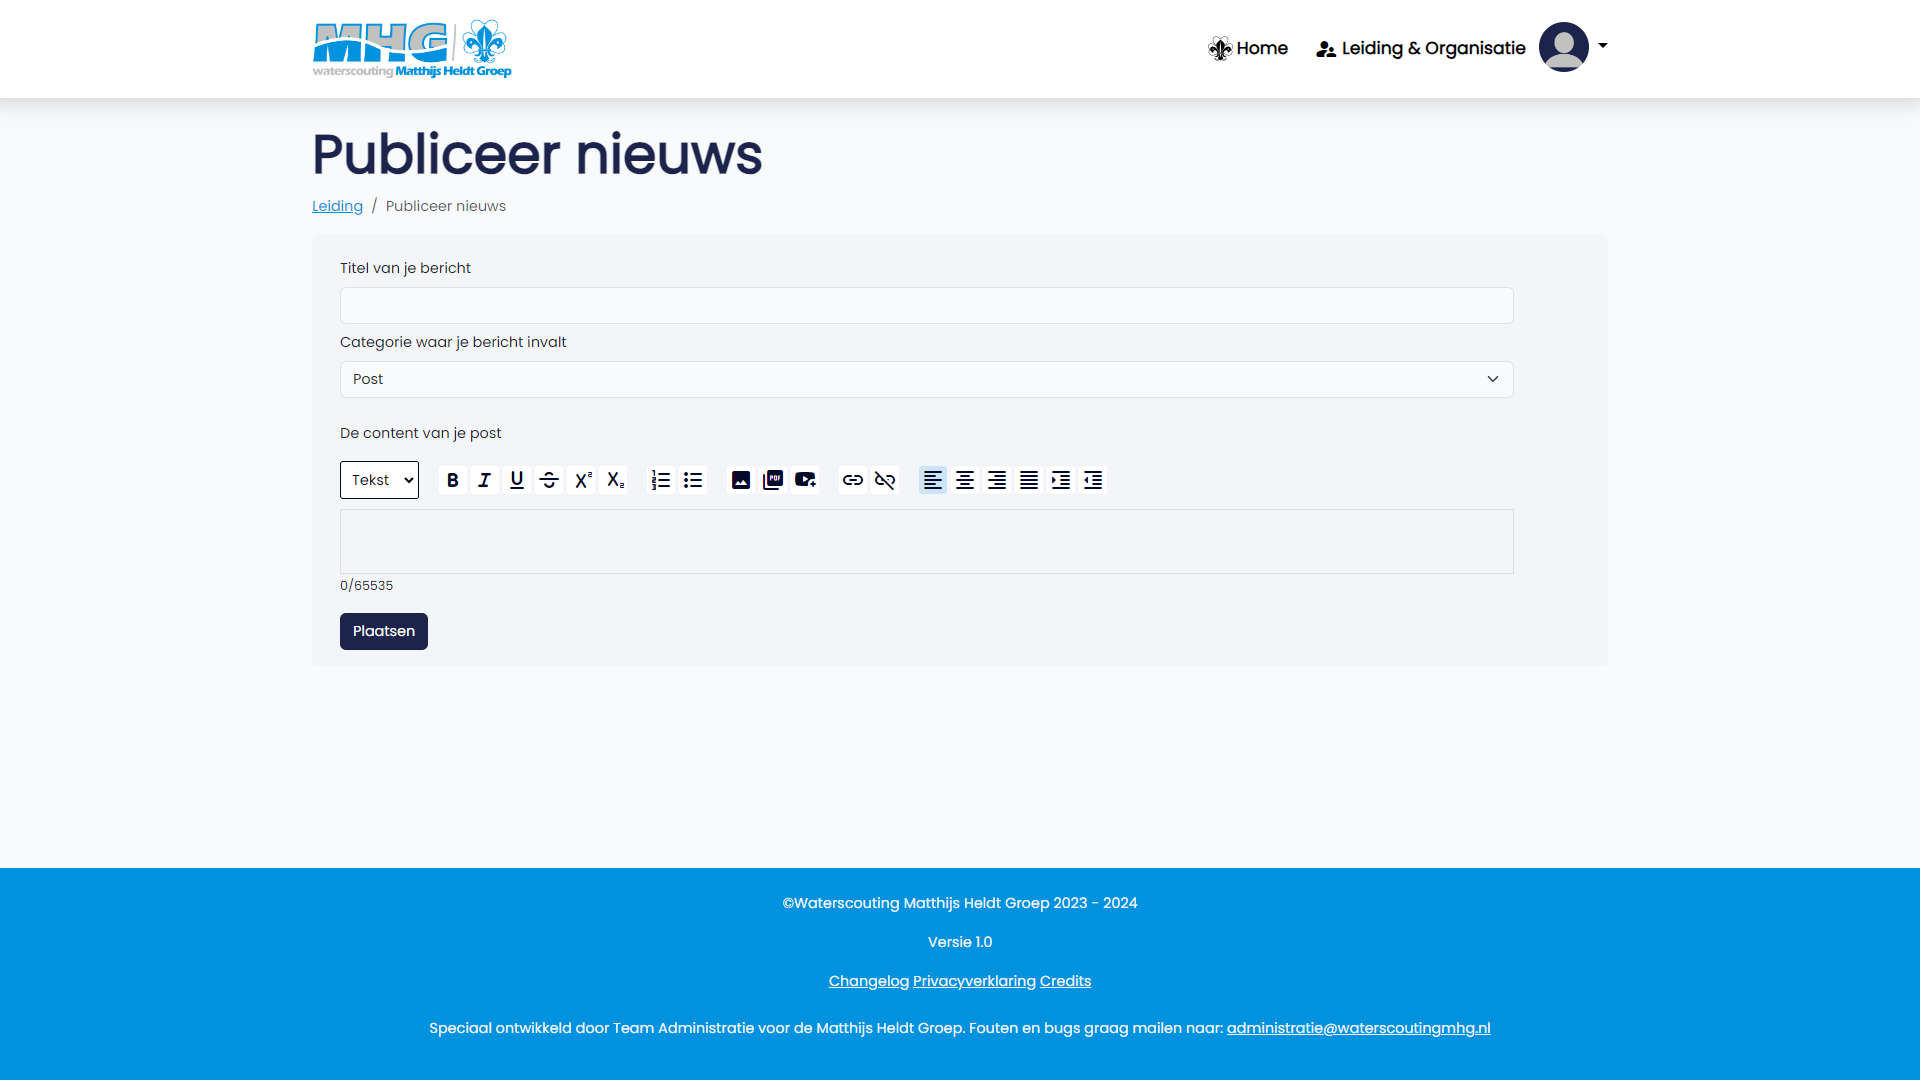 MHG
waterscouting Matthijs Heldt Groep
Home
Leiding & Organisatie
Publiceer nieuws
Leiding / Publiceer nieuws
Titel van je bericht
Categorie waar je bericht invalt
Post
De content van je post
Tekst
B I U S X² X₂
PDF
0/65535
Plaatsen
©Waterscouting Matthijs Heldt Groep 2023 - 2024
Versie 1.0
Changelog Privacyverklaring Credits
Speciaal ontwikkeld door Team Administratie voor de Matthijs Heldt Groep. Fouten en bugs graag mailen naar: administratie@waterscoutingmhg.nl